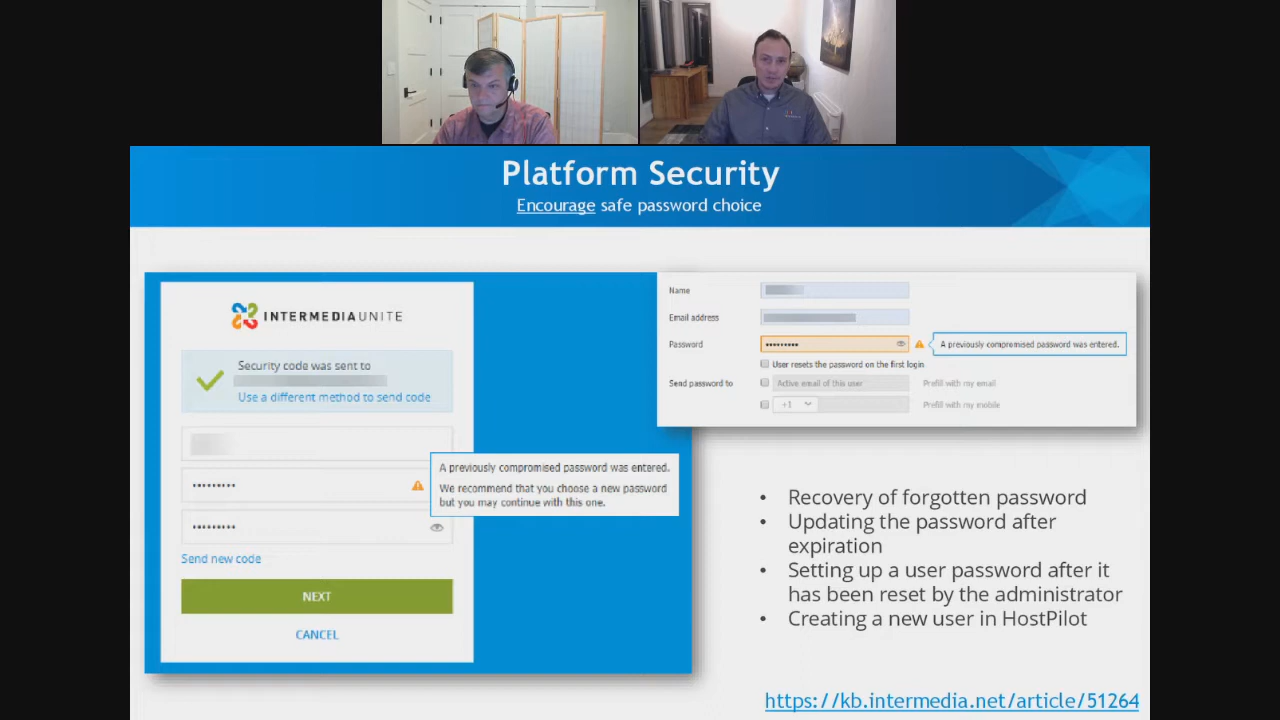 Platform Security
Encourage safe password choice
INTERMEDIA UNITE
Security code was sent to
Use a different method to send code
A previously compromised password was entered.
We recommend that you choose a new password
but you may continue with this one.
Send new code
NEXT
CANCEL
Name
Email address
Password
A previously compromised password was entered.
User resets the password on the first login
Send password to
Active email of this user
Prefill with my email
+1
Prefill with my mobile
• Recovery of forgotten password
• Updating the password after
expiration
• Setting up a user password after it
has been reset by the administrator
• Creating a new user in HostPilot
https://kb.intermedia.net/article/51264